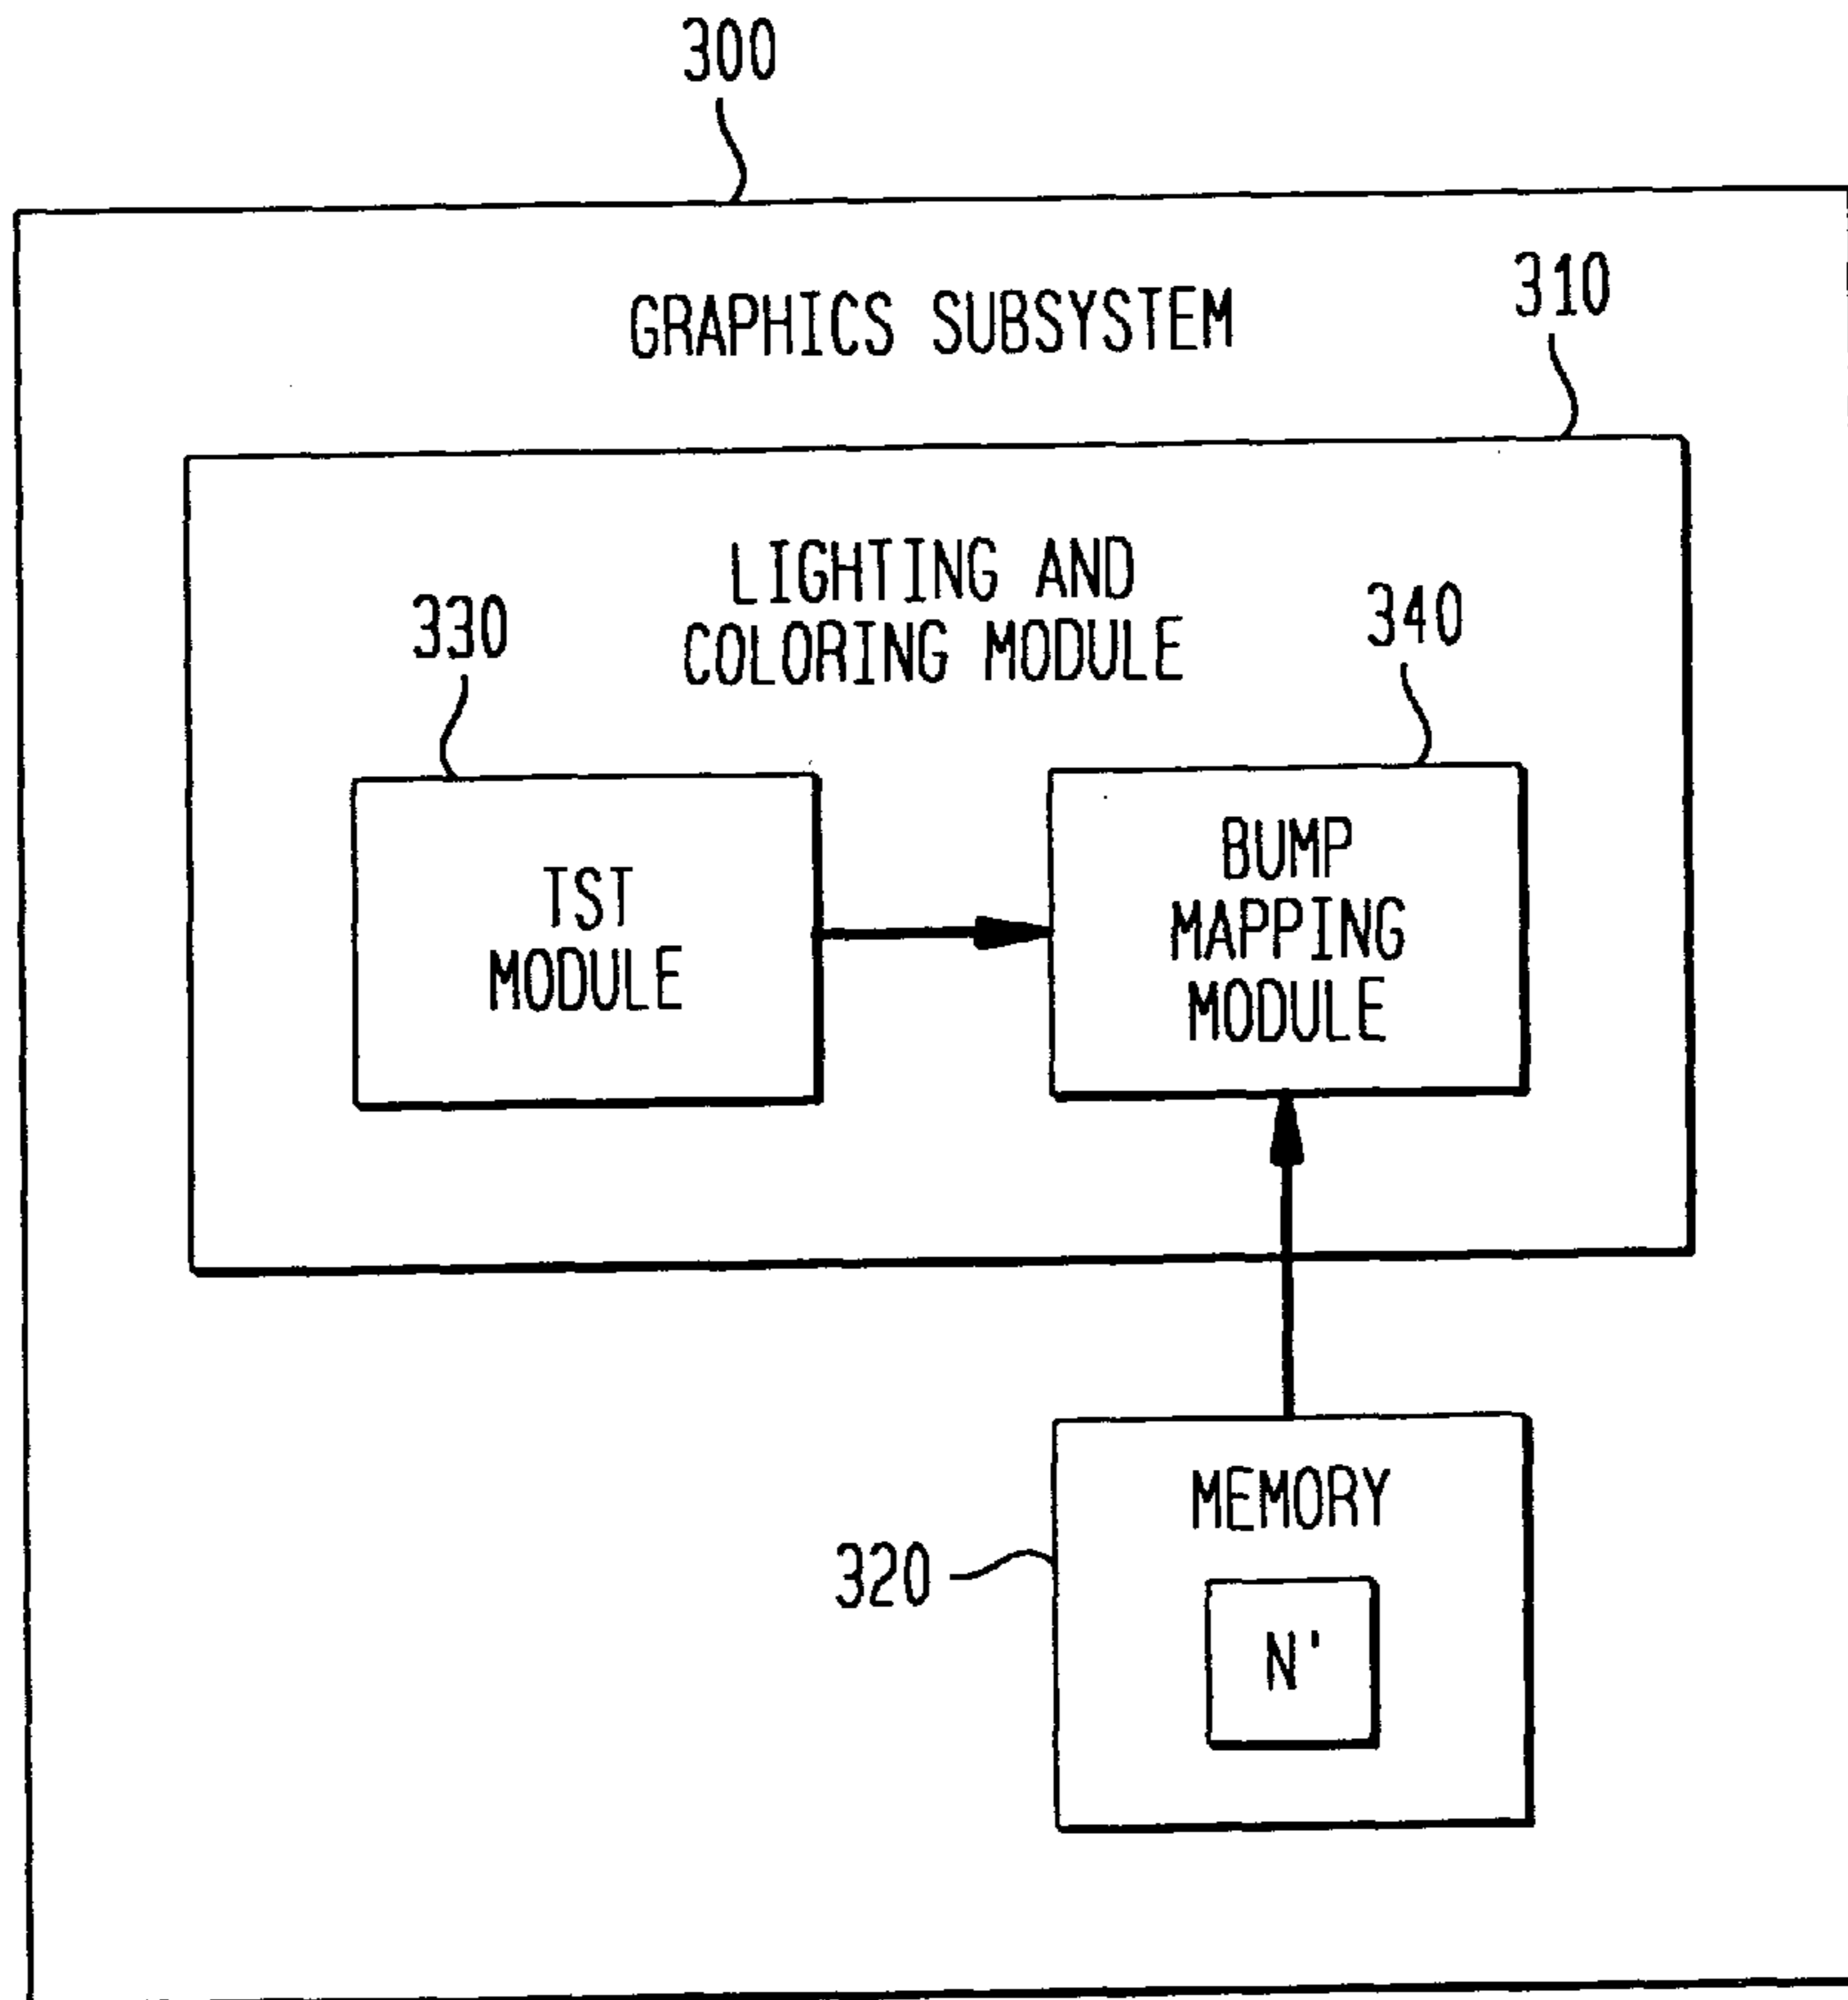 300
GRAPHICS SUBSYSTEM
310
LIGHTING AND
COLORING MODULE
330
340
TST
MODULE
BUMP
MAPPING
MODULE
MEMORY
320
N'